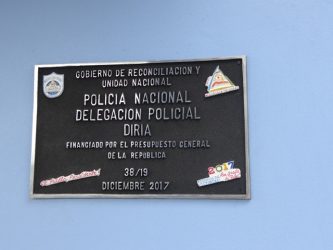 GOBIERNO DE RECONCILIACION Y
UNIDAD NACIONAL
POLICIA NACIONAL
DELEGACION POLICIAL
DIRIA
FINANCIADO POR EL PRESUPUESTO GENERAL
DE LA REPUBLICA
38/19
DICIEMBRE 2017
2017